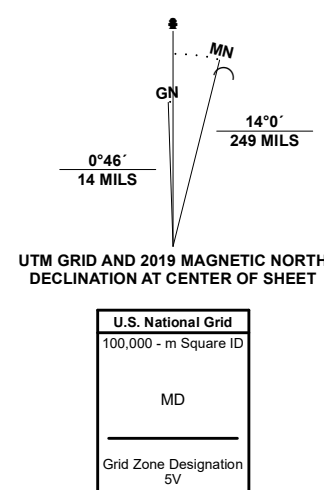 MN
GN
0°46´
14 MILS
14°0´
249 MILS
UTM GRID AND 2019 MAGNETIC NORTH
DECLINATION AT CENTER OF SHEET
U.S. National Grid
100,000 - m Square ID
MD
Grid Zone Designation
5V